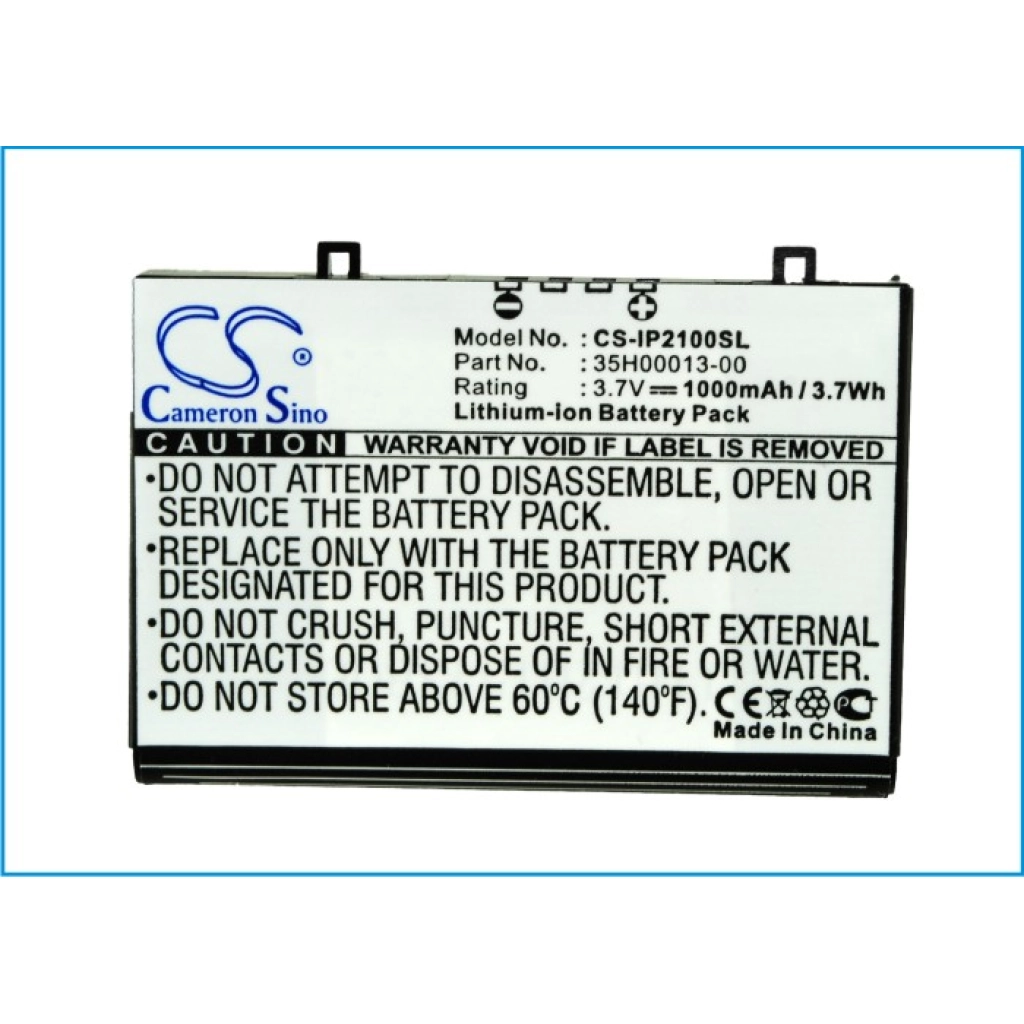 CS
Cameron Sino
Model No. : CS-IP2100SL
Part No. : 35H00013-00
Rating : 3.7V 1000mAh / 3.7Wh
Lithium-ion Battery Pack
CAUTION WARRANTY VOID IF LABEL IS REMOVED
•DO NOT ATTEMPT TO DISASSEMBLE, OPEN OR
SERVICE THE BATTERY PACK.
•REPLACE ONLY WITH THE BATTERY PACK
DESIGNATED FOR THIS PRODUCT.
•DO NOT CRUSH, PUNCTURE, SHORT EXTERNAL
CONTACTS OR DISPOSE OF IN FIRE OR WATER.
•DO NOT STORE ABOVE 60°C (140°F). CE PC
Made In China